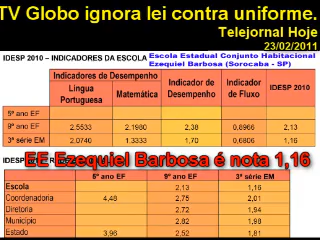 TV Globo ignora lei contra uniforme.
Telejornal Hoje
23/02/2011
IDESP 2010 – INDICADORES DA ESCOLA Escola Estadual Conjunto Habitacional
Ezequiel Barbosa (Sorocaba - SP)
Indicadores de Desempenho Indicador de Desempenho Indicador de Fluxo IDESP 2010
Língua Portuguesa Matemática
5º ano EF
9º ano EF 2,5533 2,1980 2,38 0,8966 2,13
3ª série EM 2,0740 1,3333 1,70 0,6806 1,16
EE Ezequiel Barbosa é nota 1,16
IDESP
5º ano EF 9º ano EF 3ª série EM
Escola 2,13 1,16
Coordenadoria 4,48 2,75 2,01
Diretoria 2,72 1,94
Município 2,82 1,98
Estado 3,96 2,52 1,81